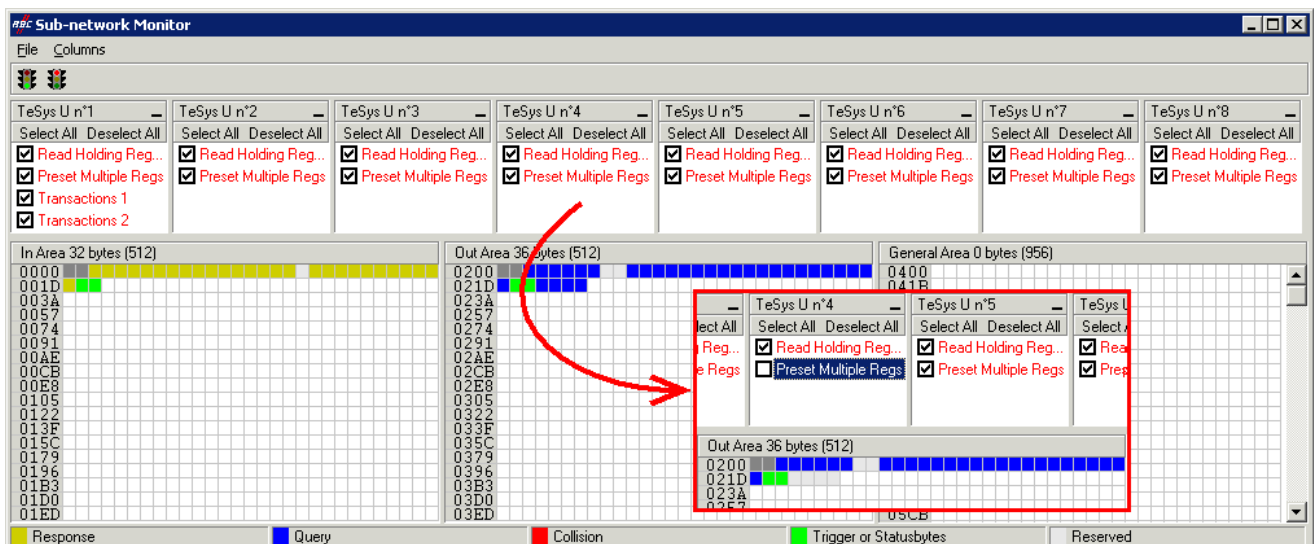 ABC Sub-network Monitor
File Columns
TeSys U n°1 TeSys U n°2 TeSys U n°3 TeSys U n°4 TeSys U n°5 TeSys U n°6 TeSys U n°7 TeSys U n°8
Select All Deselect All Select All Deselect All Select All Deselect All Select All Deselect All Select All Deselect All Select All Deselect All Select All Deselect All Select All Deselect All
Read Holding Reg... Read Holding Reg... Read Holding Reg... Read Holding Reg... Read Holding Reg... Read Holding Reg... Read Holding Reg... Read Holding Reg...
Preset Multiple Regs Preset Multiple Regs Preset Multiple Regs Preset Multiple Regs Preset Multiple Regs Preset Multiple Regs Preset Multiple Regs Preset Multiple Regs
Transactions 1
Transactions 2
In Area 32 bytes (512) Out Area 36 bytes (512) General Area 0 bytes (956)
0000 0200 0400
001D 021D 041B
003A 023A
0057 0257
0074 0274
0091 0291
00AE 02AE
00CB 02CB
00E8 02E8
0105 0305
0122 0322
013F 033F
015C 035C
0179 0379
0196 0396
01B3 03B3
01D0 03D0
01ED 03ED 05CB
TeSys U n°4 TeSys U n°5 TeSys U
lect All Select All Deselect All Select All Deselect All Select
Reg... Read Holding Reg... Read Holding Reg... Rea
e Regs Preset Multiple Regs Preset Multiple Regs Pres
Out Area 36 bytes (512)
0200
021D
023A
0257
Response Query Collision Trigger or Statusbytes Reserved